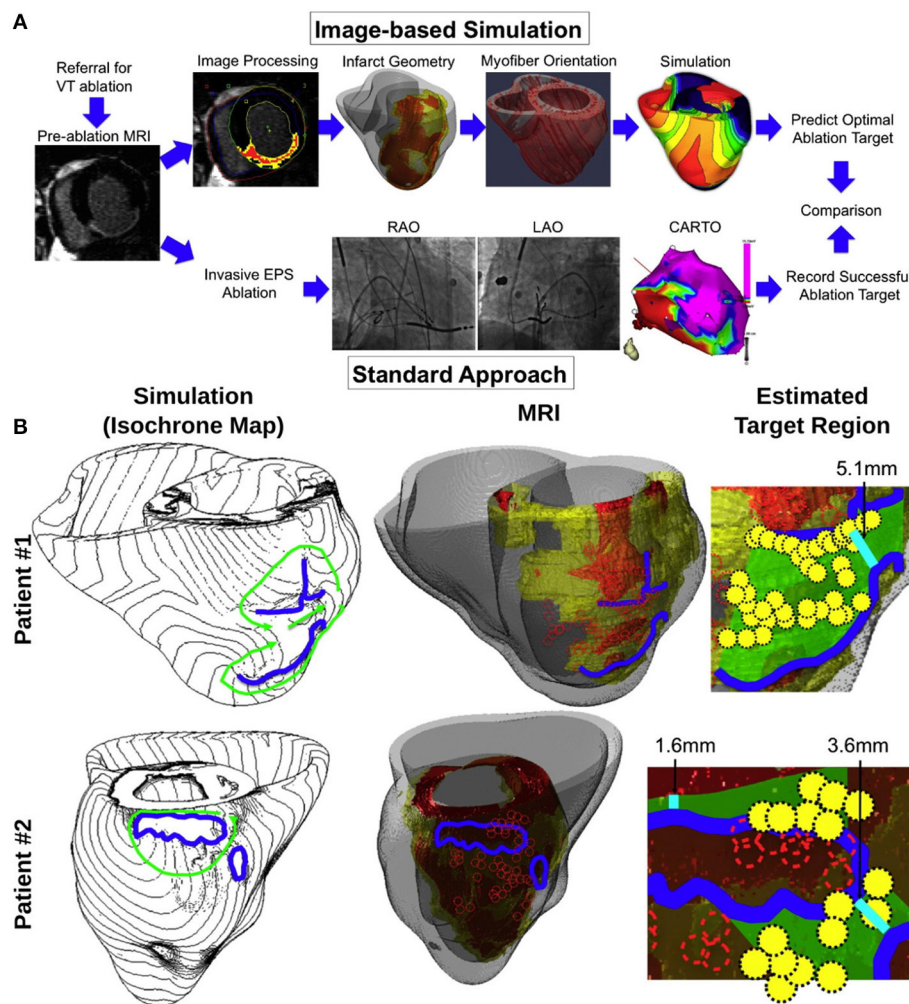 A
Image-based Simulation
Referral for
VT ablation
Pre-ablation MRI
Image Processing
Infarct Geometry
Myofiber Orientation
Simulation
Predict Optimal
Ablation Target
Comparison
Invasive EPS
Ablation
RAO
LAO
CARTO
Record Successfu
Ablation Target
Standard Approach
B
Simulation
(Isochrone Map)
MRI
Estimated
Target Region
Patient #1
5.1mm
Patient #2
1.6mm
3.6mm